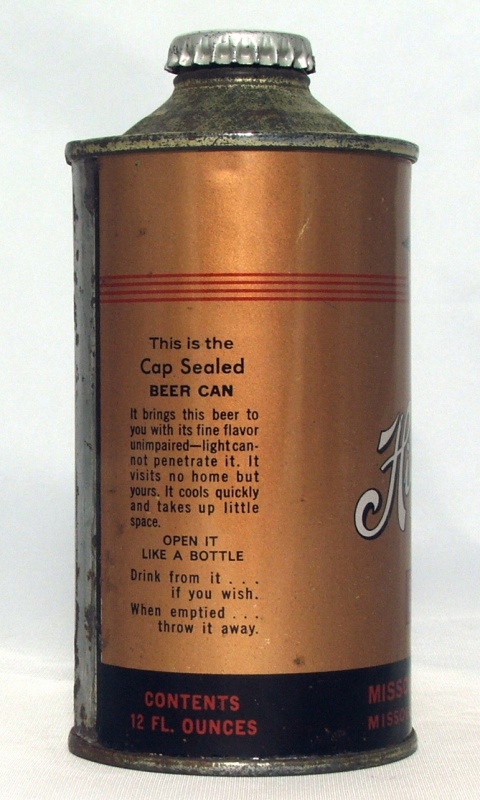 This is the
Cap Sealed
BEER CAN
It brings this beer to
you with its fine flavor
unimpaired—light can-
not penetrate it. It
visits no home but
yours. It cools quickly
and takes up little
space.
OPEN IT
LIKE A BOTTLE
Drink from it . . .
if you wish.
When emptied . . .
throw it away.
CONTENTS
12 FL. OUNCES